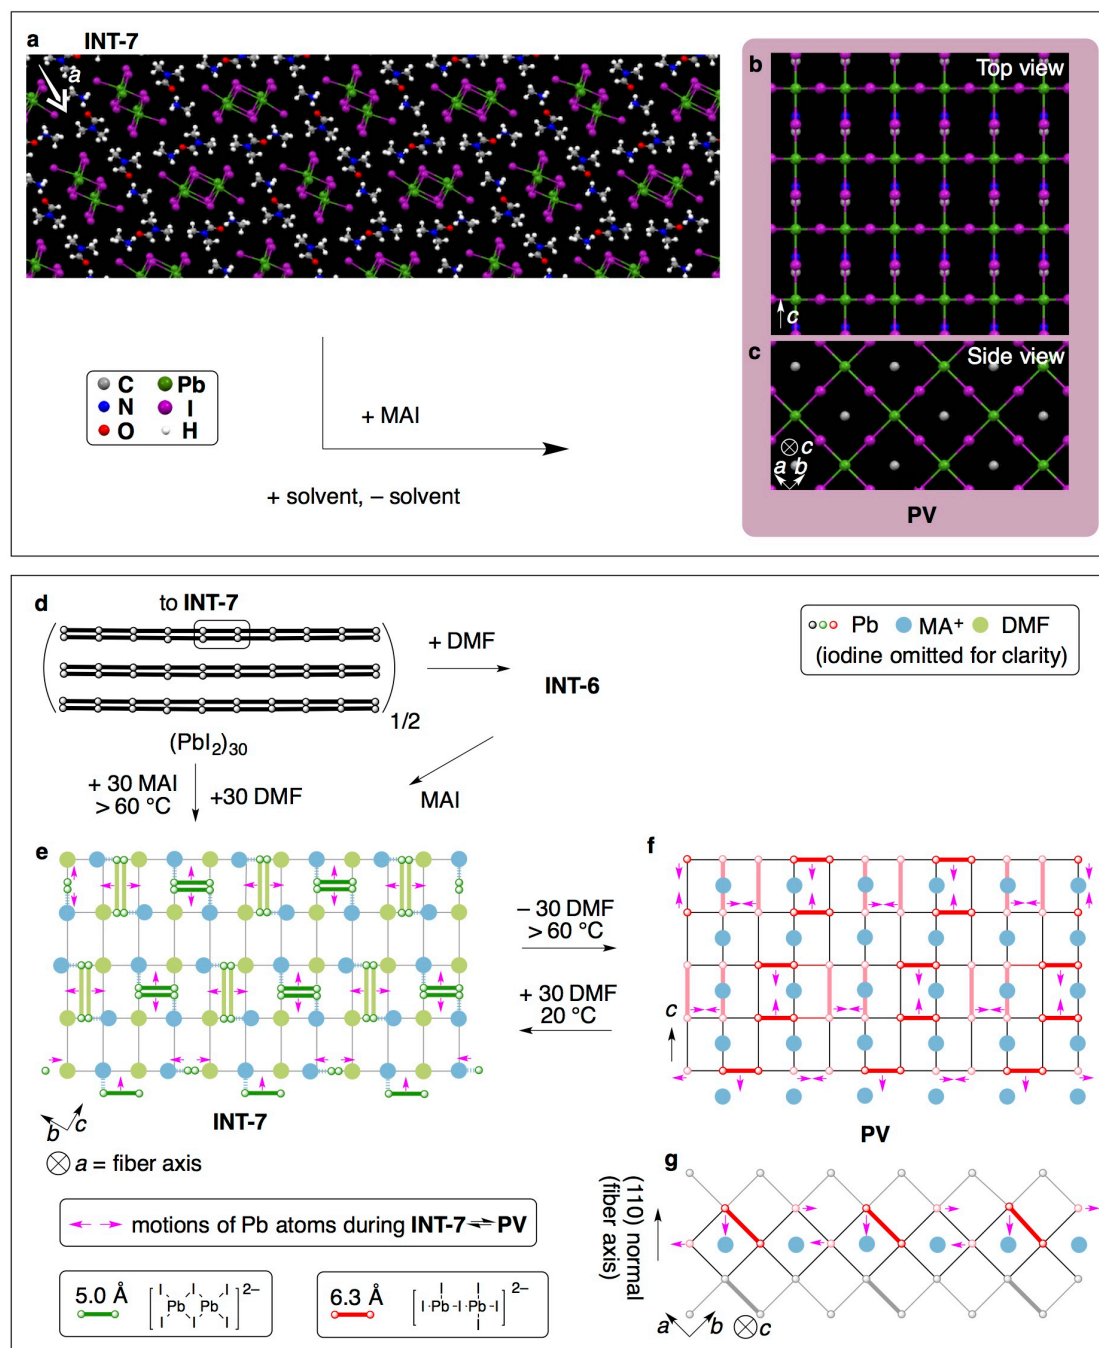 a INT-7
a
b Top view
c
c Side view
c
a b
PV
C Pb
N I
O H
+ MAI
+ solvent, – solvent
d to INT-7
1/2
(PbI2)30
+ DMF
INT-6
MAI
+ 30 MAI
> 60 °C
+30 DMF
Pb MA+ DMF
(iodine omitted for clarity)
e
INT-7
b c
a = fiber axis
– 30 DMF
> 60 °C
+ 30 DMF
20 °C
f
c
PV
g
(110) normal
(fiber axis)
a b c
motions of Pb atoms during INT-7 ⇌ PV
5.0 Å
I I I
Pb Pb
I I I
2–
6.3 Å
I I
I Pb I Pb I
I
2–